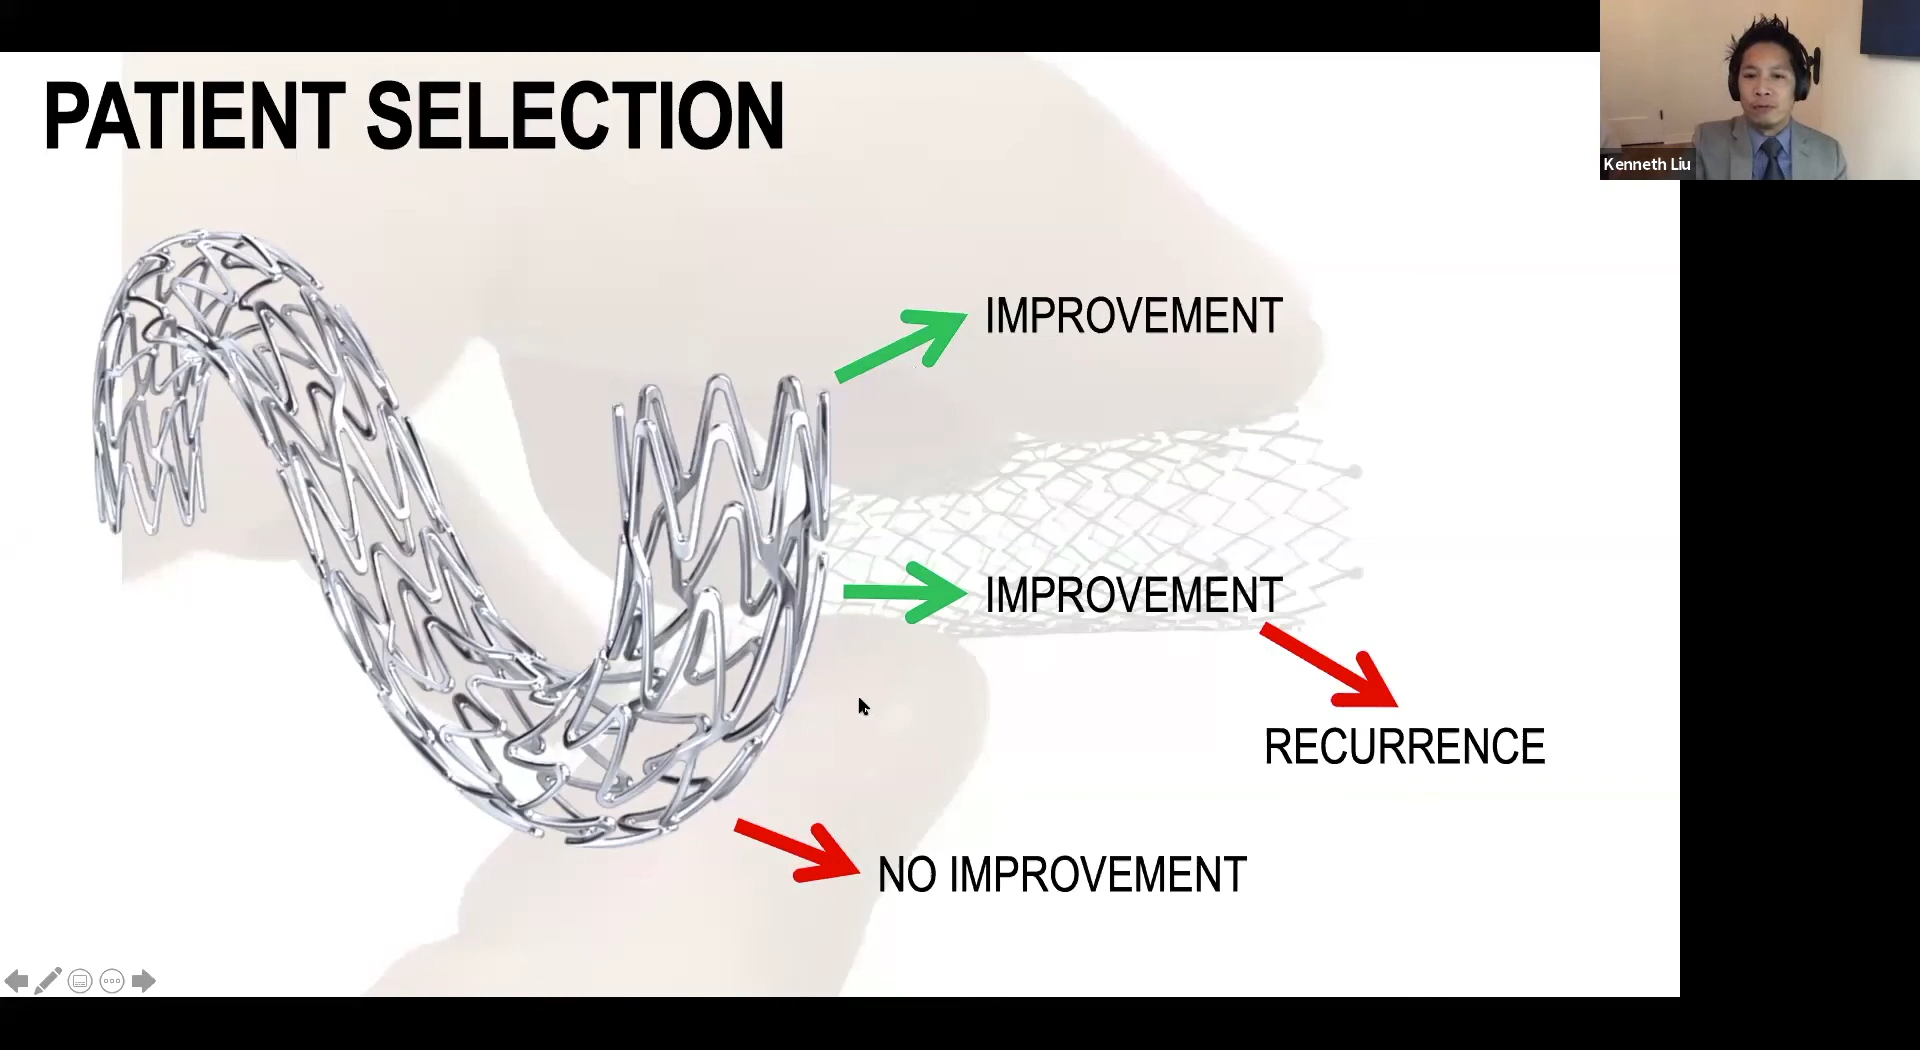 PATIENT SELECTION
Kenneth Liu
IMPROVEMENT
IMPROVEMENT
RECURRENCE
NO IMPROVEMENT